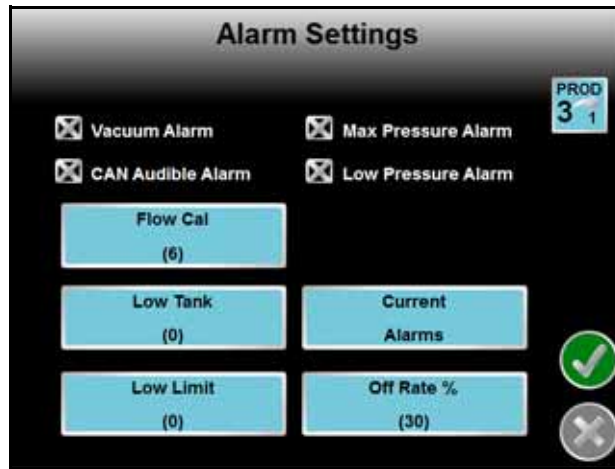 Alarm Settings
PROD
3 1
Vacuum Alarm
Max Pressure Alarm
CAN Audible Alarm
Low Pressure Alarm
Flow Cal
(6)
Low Tank
(0)
Current
Alarms
Low Limit
(0)
Off Rate %
(30)